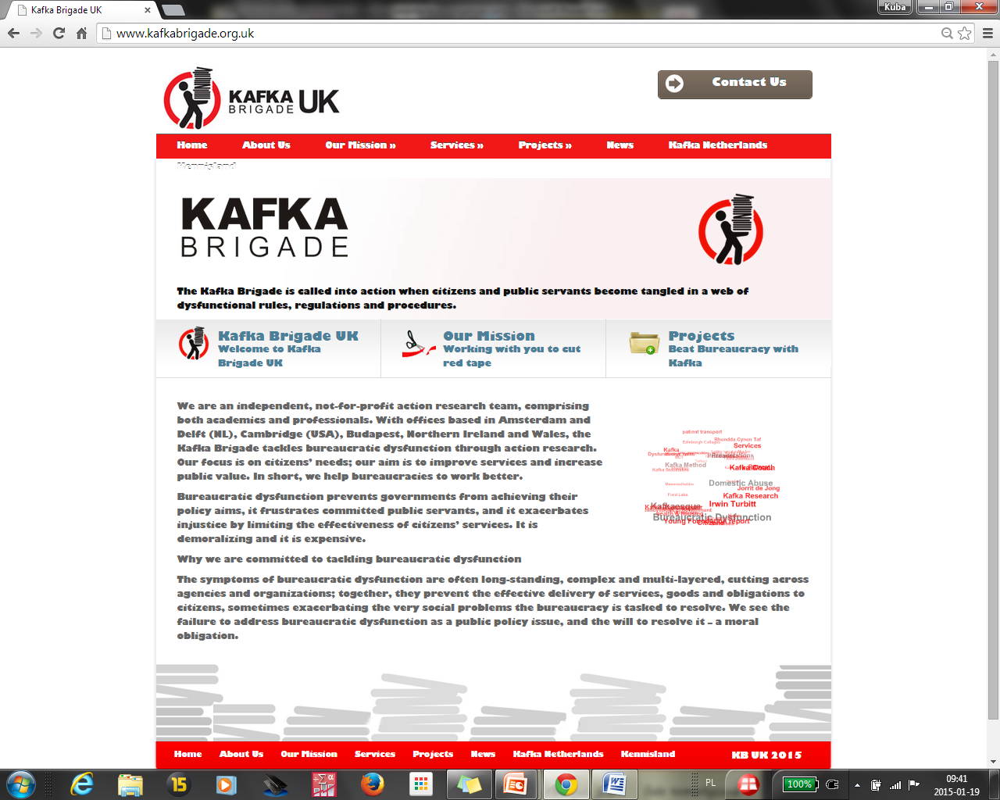 Kafka Brigade UK
Kuba
www.kafkabrigade.org.uk
KAFKA BRIGADE UK
Contact Us
Home About Us Our Mission » Services » Projects » News Kafka Netherlands
Kennisland
KAFKA
BRIGADE
The Kafka Brigade is called into action when citizens and public servants become tangled in a web of
dysfunctional rules, regulations and procedures.
Kafka Brigade UK
Welcome to Kafka
Brigade UK
Our Mission
Working with you to cut
red tape
Projects
Beat Bureaucracy with
Kafka
We are an independent, not-for-profit action research team, comprising
both academics and professionals. With offices based in Amsterdam and
Delft (NL), Cambridge (USA), Budapest, Northern Ireland and Wales, the
Kafka Brigade tackles bureaucratic dysfunction through action research.
Our focus is on citizens' needs; our aim is to improve services and increase
public value. In short, we help bureaucracies to work better.
Bureaucratic dysfunction prevents governments from achieving their
policy aims, it frustrates committed public servants, and it exacerbates
injustice by limiting the effectiveness of citizens' services. It is
demoralizing and it is expensive.
patient transport
Edinburgh Colleges
Rhondda Cynon Taf
Services
Kafka
Kafka Method
Kafka Coach
Domestic Abuse
Jorrit de Jong
Field Labs
Kafka Research
Irwin Turbitt
Kafkaesque
Bureaucratic Dysfunction
Young Foundation report
Why we are committed to tackling bureaucratic dysfunction
The symptoms of bureaucratic dysfunction are often long-standing, complex and multi-layered, cutting across
agencies and organizations; together, they prevent the effective delivery of services, goods and obligations to
citizens, sometimes exacerbating the very social problems the bureaucracy is tasked to resolve. We see the
failure to address bureaucratic dysfunction as a public policy issue, and the will to resolve it – a moral
obligation.
Home About Us Our Mission Services Projects News Kafka Netherlands Kennisland KB UK 2015
15
PL
100%
09:41
2015-01-19